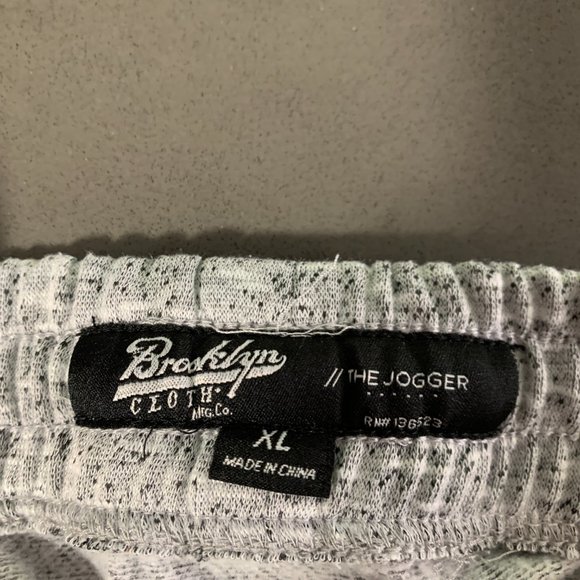 Brooklyn
CLOTH
MFG. Co.
// THE JOGGER
RN# 136523
XL
MADE IN CHINA